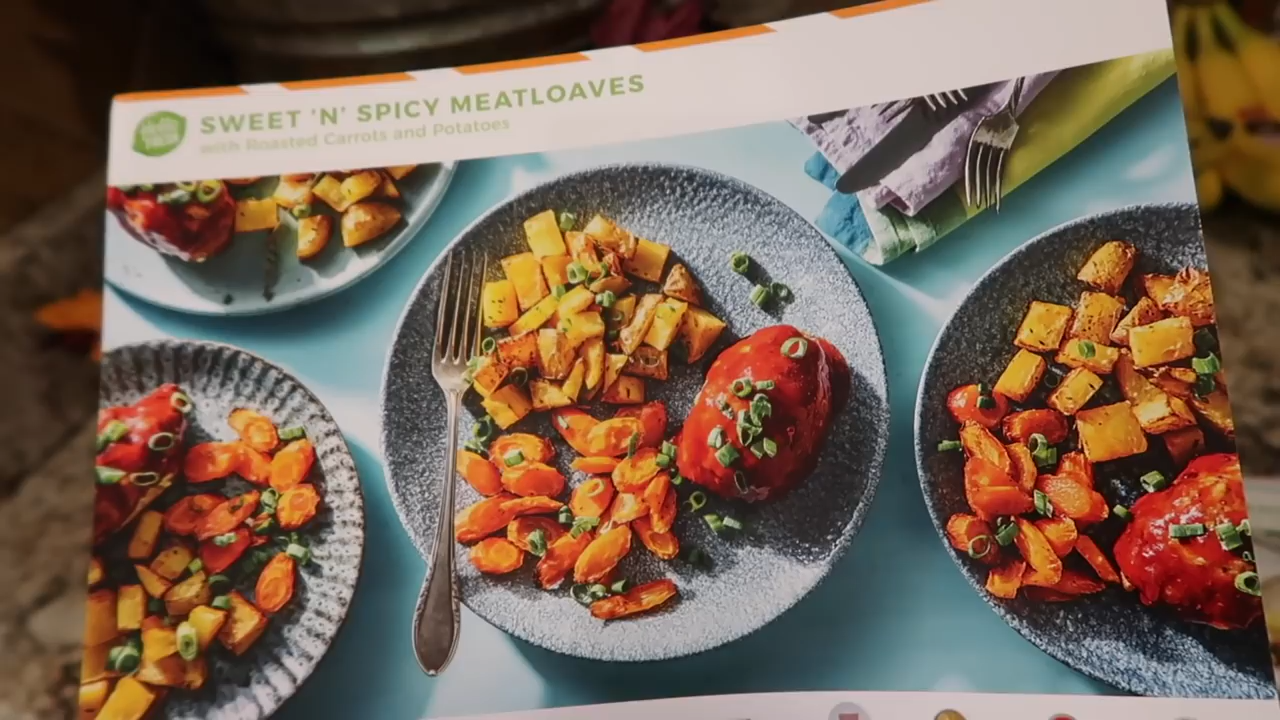 SWEET 'N' SPICY MEATLOAVES
with Roasted Carrots and Potatoes